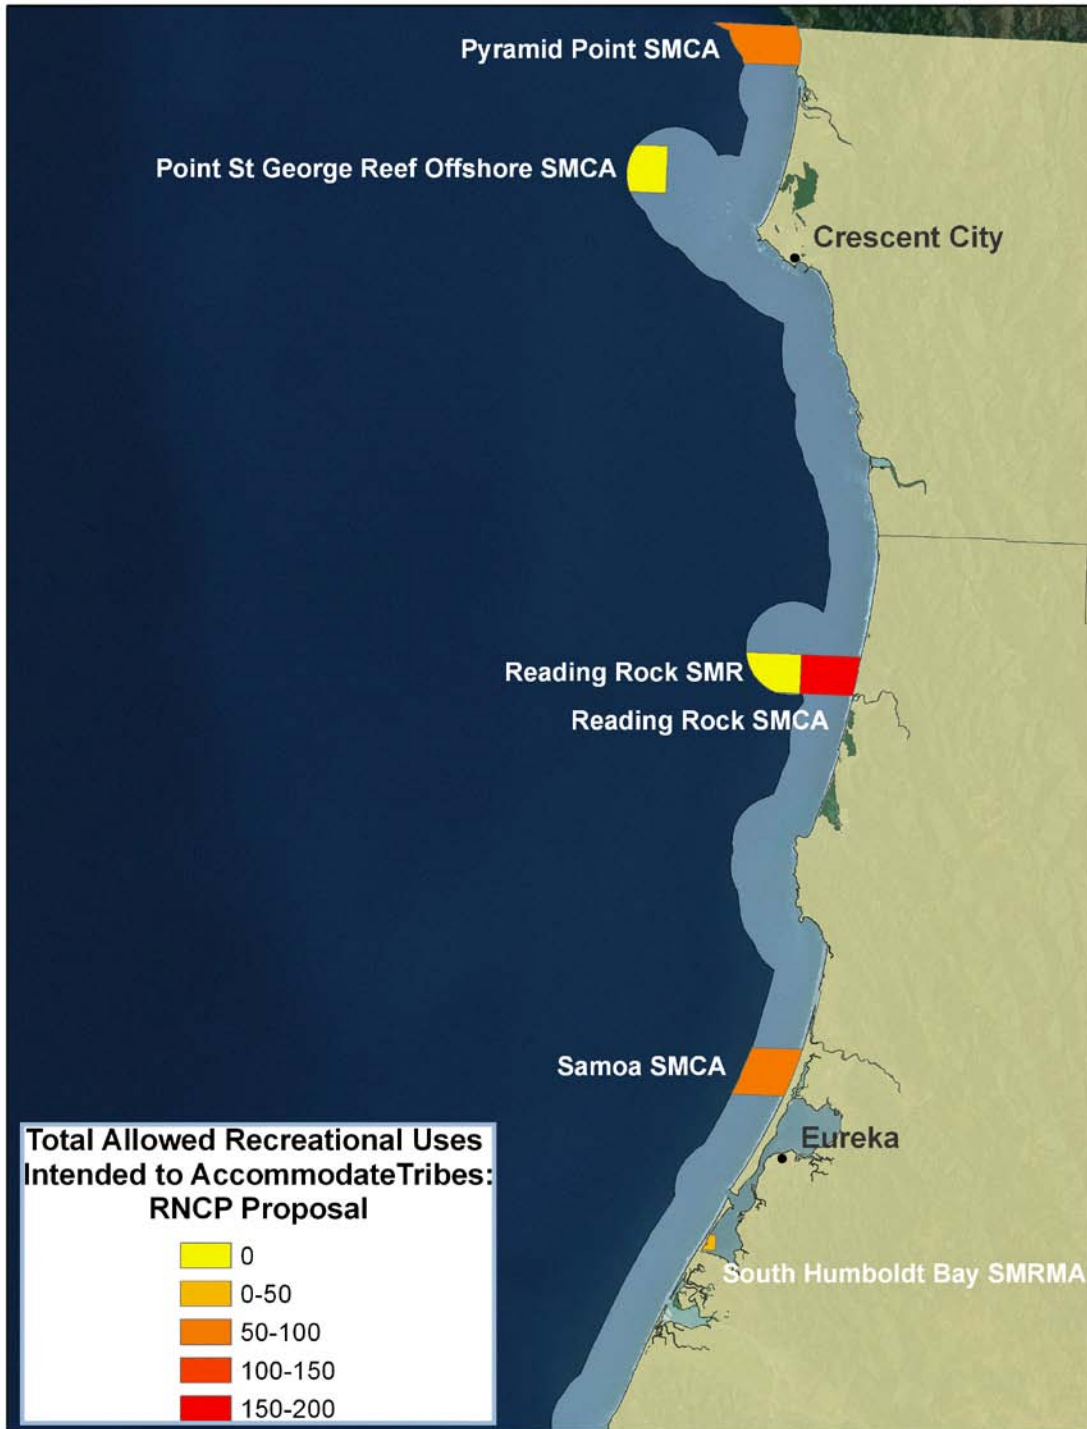 Pyramid Point SMCA
Point St George Reef Offshore SMCA
Crescent City
Reading Rock SMR
Reading Rock SMCA
Samoa SMCA
Eureka
South Humboldt Bay SMRMA
Total Allowed Recreational Uses
Intended to AccommodateTribes:
RNCP Proposal
0
0-50
50-100
100-150
150-200